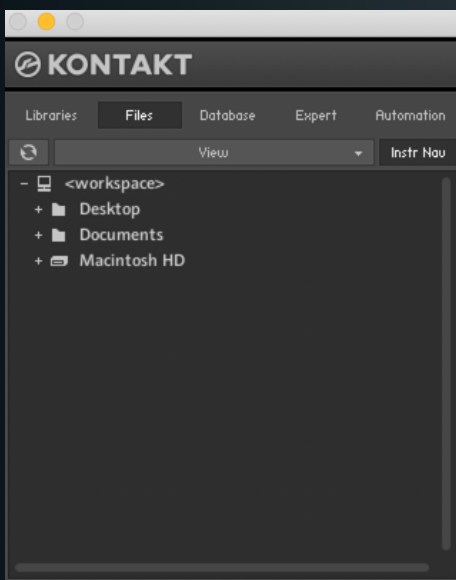 KONTAKT
Libraries Files Database Expert Automation
View Instr Nav
<workspace>
Desktop
Documents
Macintosh HD